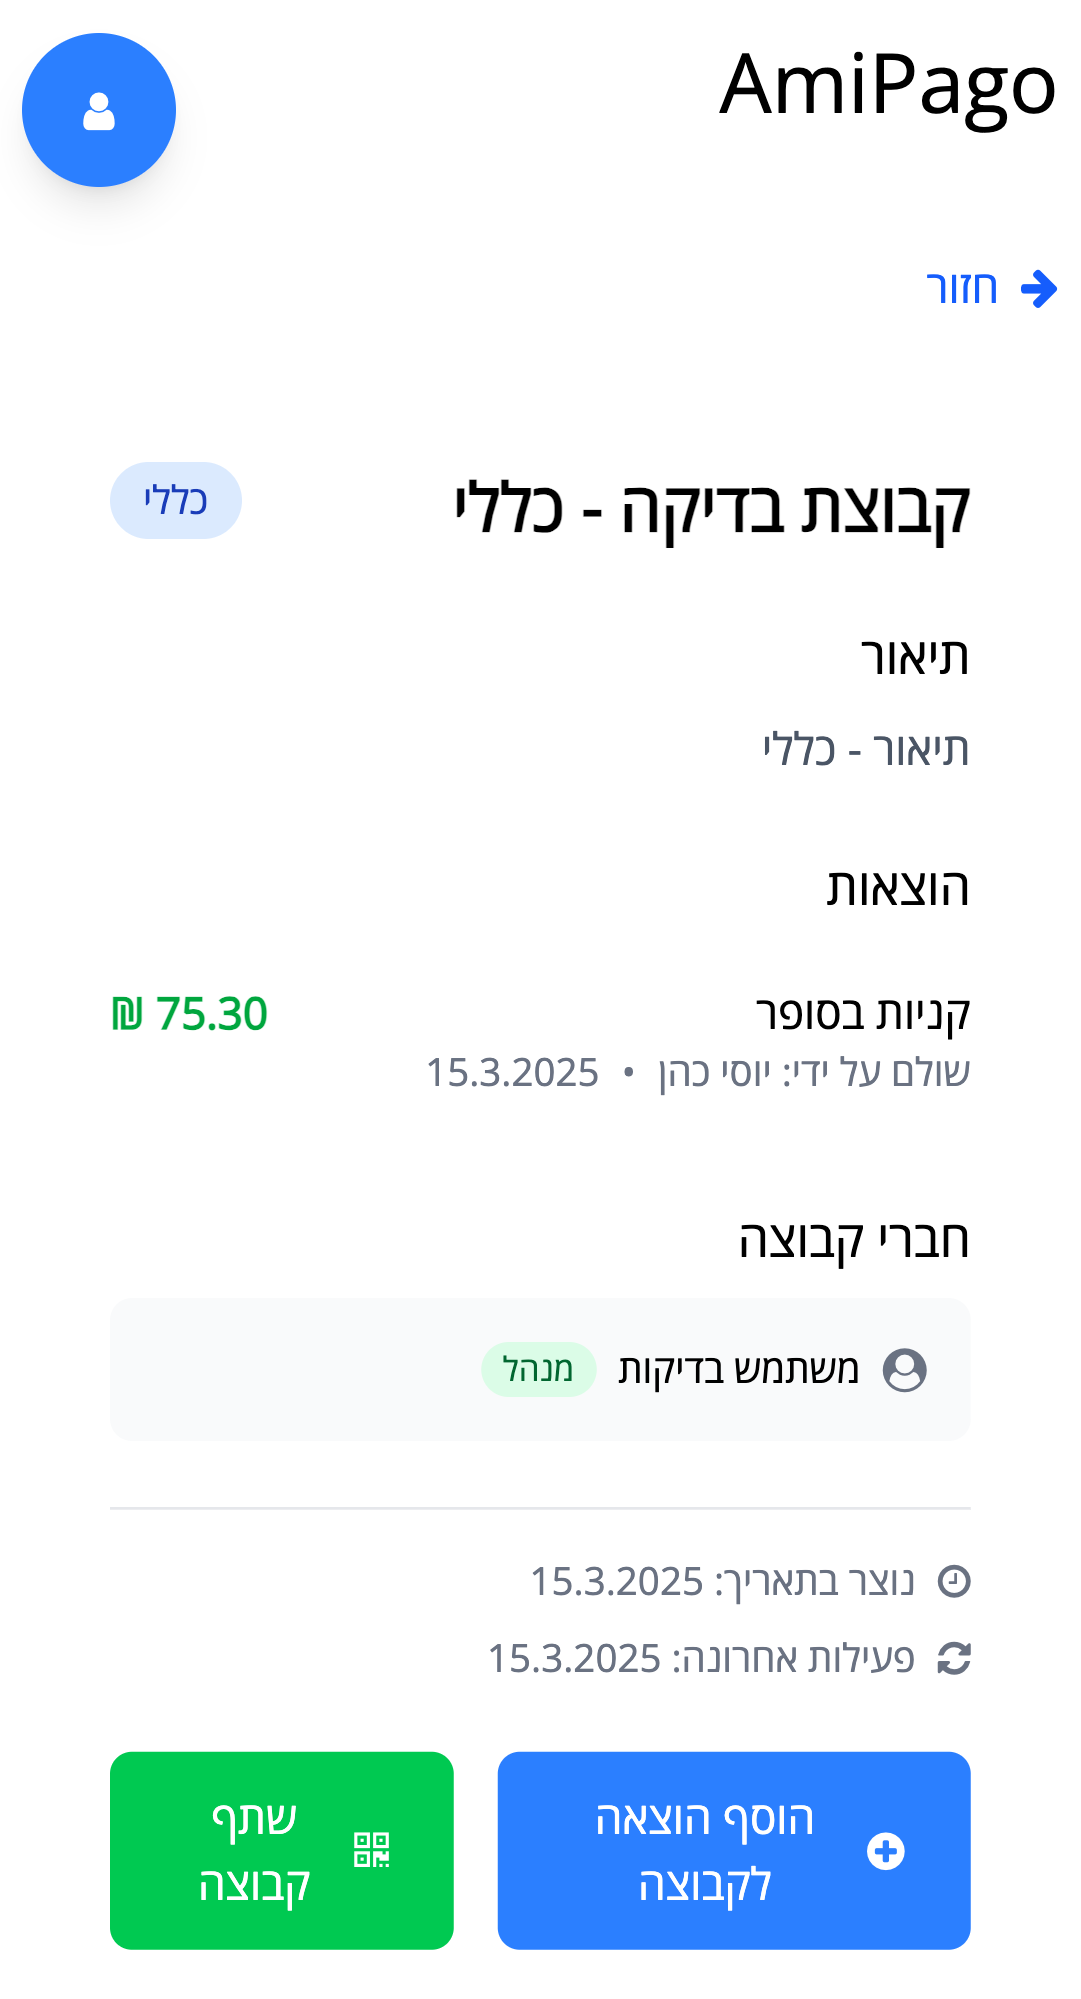 AmiPago
חזור
קבוצת בדיקה - כללי
כללי
תיאור
תיאור - כללי
הוצאות
קניות בסופר
75.30 ₪
שולם על ידי: יוסי כהן • 15.3.2025
חברי קבוצה
משתמש בדיקות
מנהל
נוצר בתאריך: 15.3.2025
פעילות אחרונה: 15.3.2025
הוסף הוצאה
לקבוצה
שתף
קבוצה